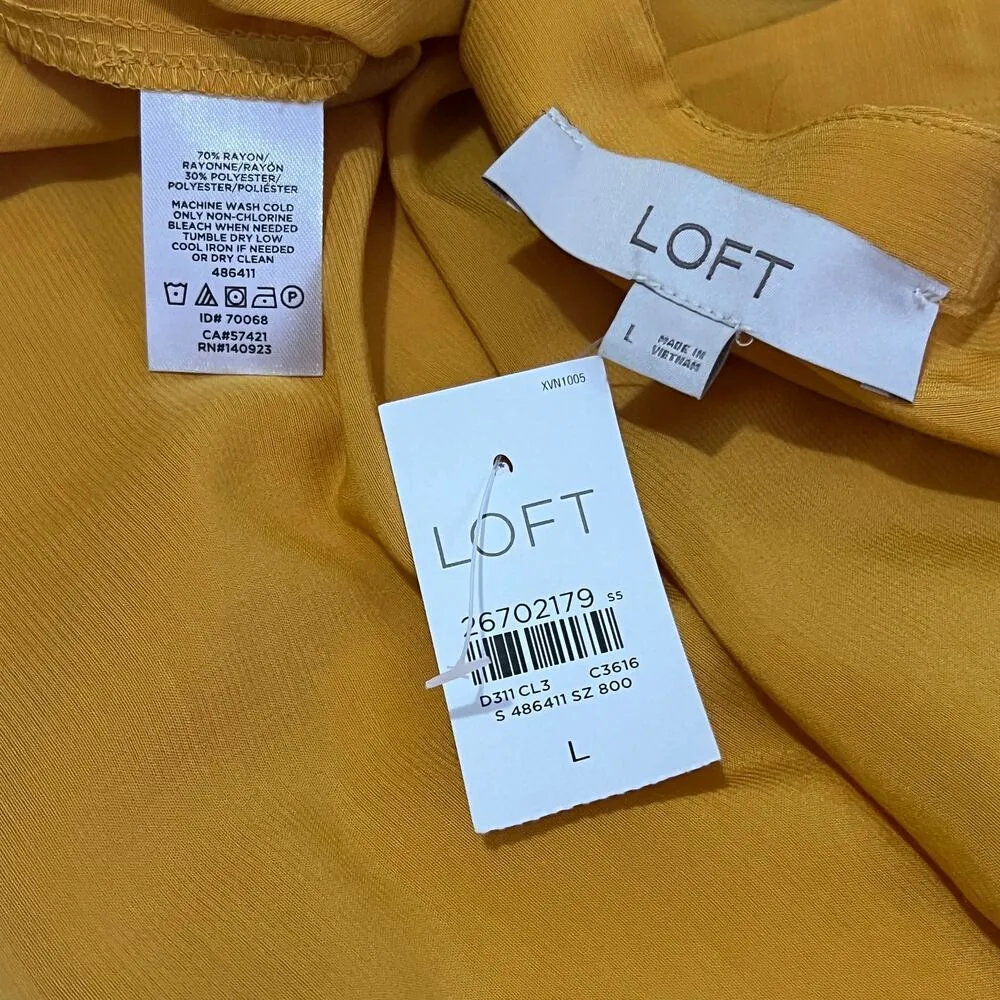 70% RAYON/
RAYONNE/RAYÓN
30% POLYESTER/
POLYESTER/POLIÉSTER
MACHINE WASH COLD
ONLY NON-CHLORINE
BLEACH WHEN NEEDED
TUMBLE DRY LOW
COOL IRON IF NEEDED
OR DRY CLEAN
486411
P
ID# 70068
CA#57421
RN#140923
LOFT
L
MADE IN
VIETNAM
XVN1005
LOFT
26702179 S5
D311 CL3 C3616
S 486411 SZ 800
L